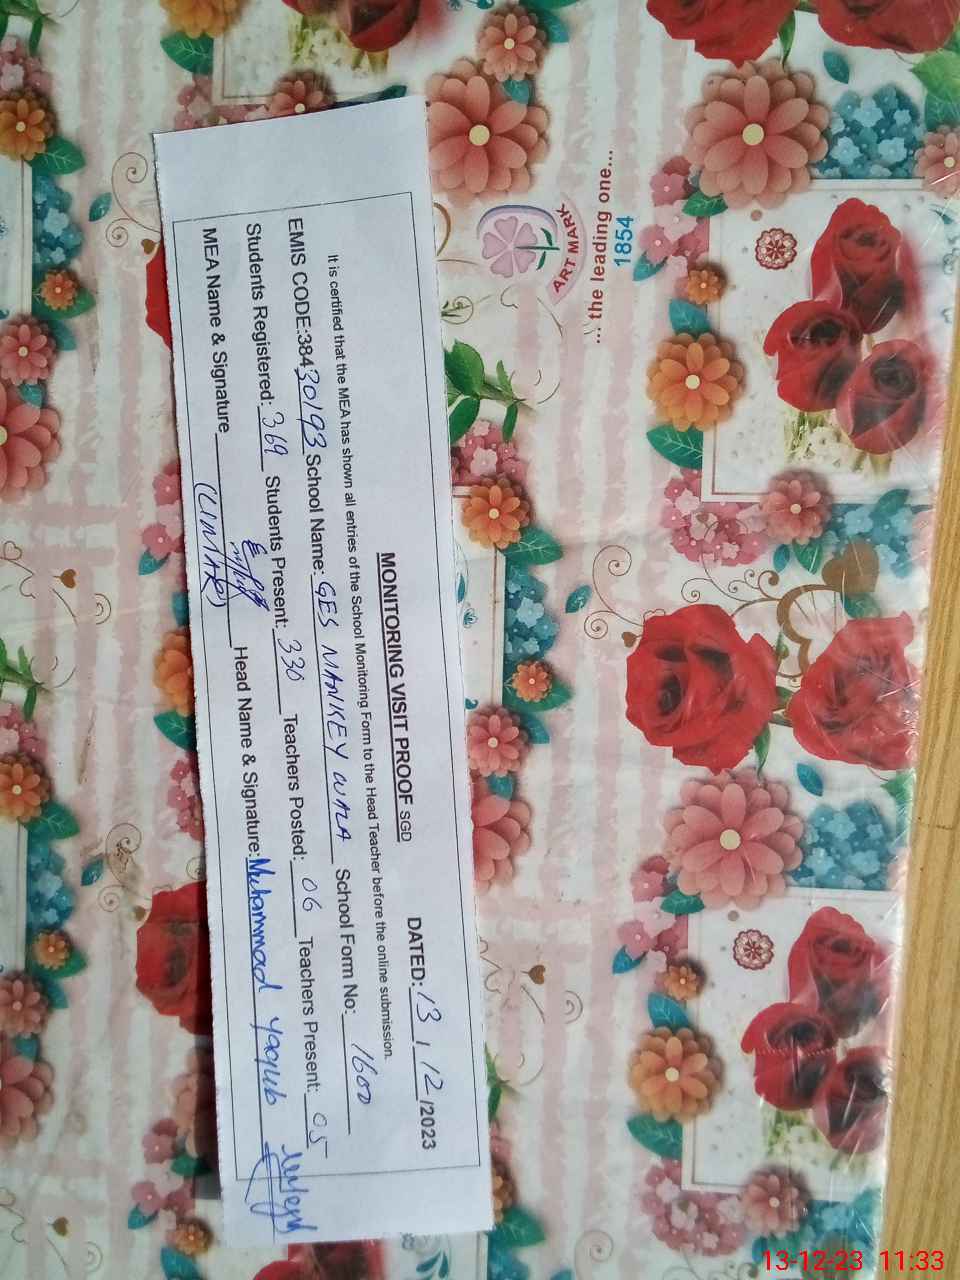 MONITORING VISIT PROOF SGD DATED: 13 / 12 /2023
It is certified that the MEA has shown all entries of the School Monitoring Form to the Head Teacher before the online submission.
EMIS CODE:38430193 School Name: GES MANKEY WALA School Form No: 1600
Students Registered: 369 Students Present: 330 Teachers Posted: 06 Teachers Present: 05
MEA Name & Signature Head Name & Signature: Muhammad Yaqub
ART MARK
... the leading one...
1854
13-12-23 11:33